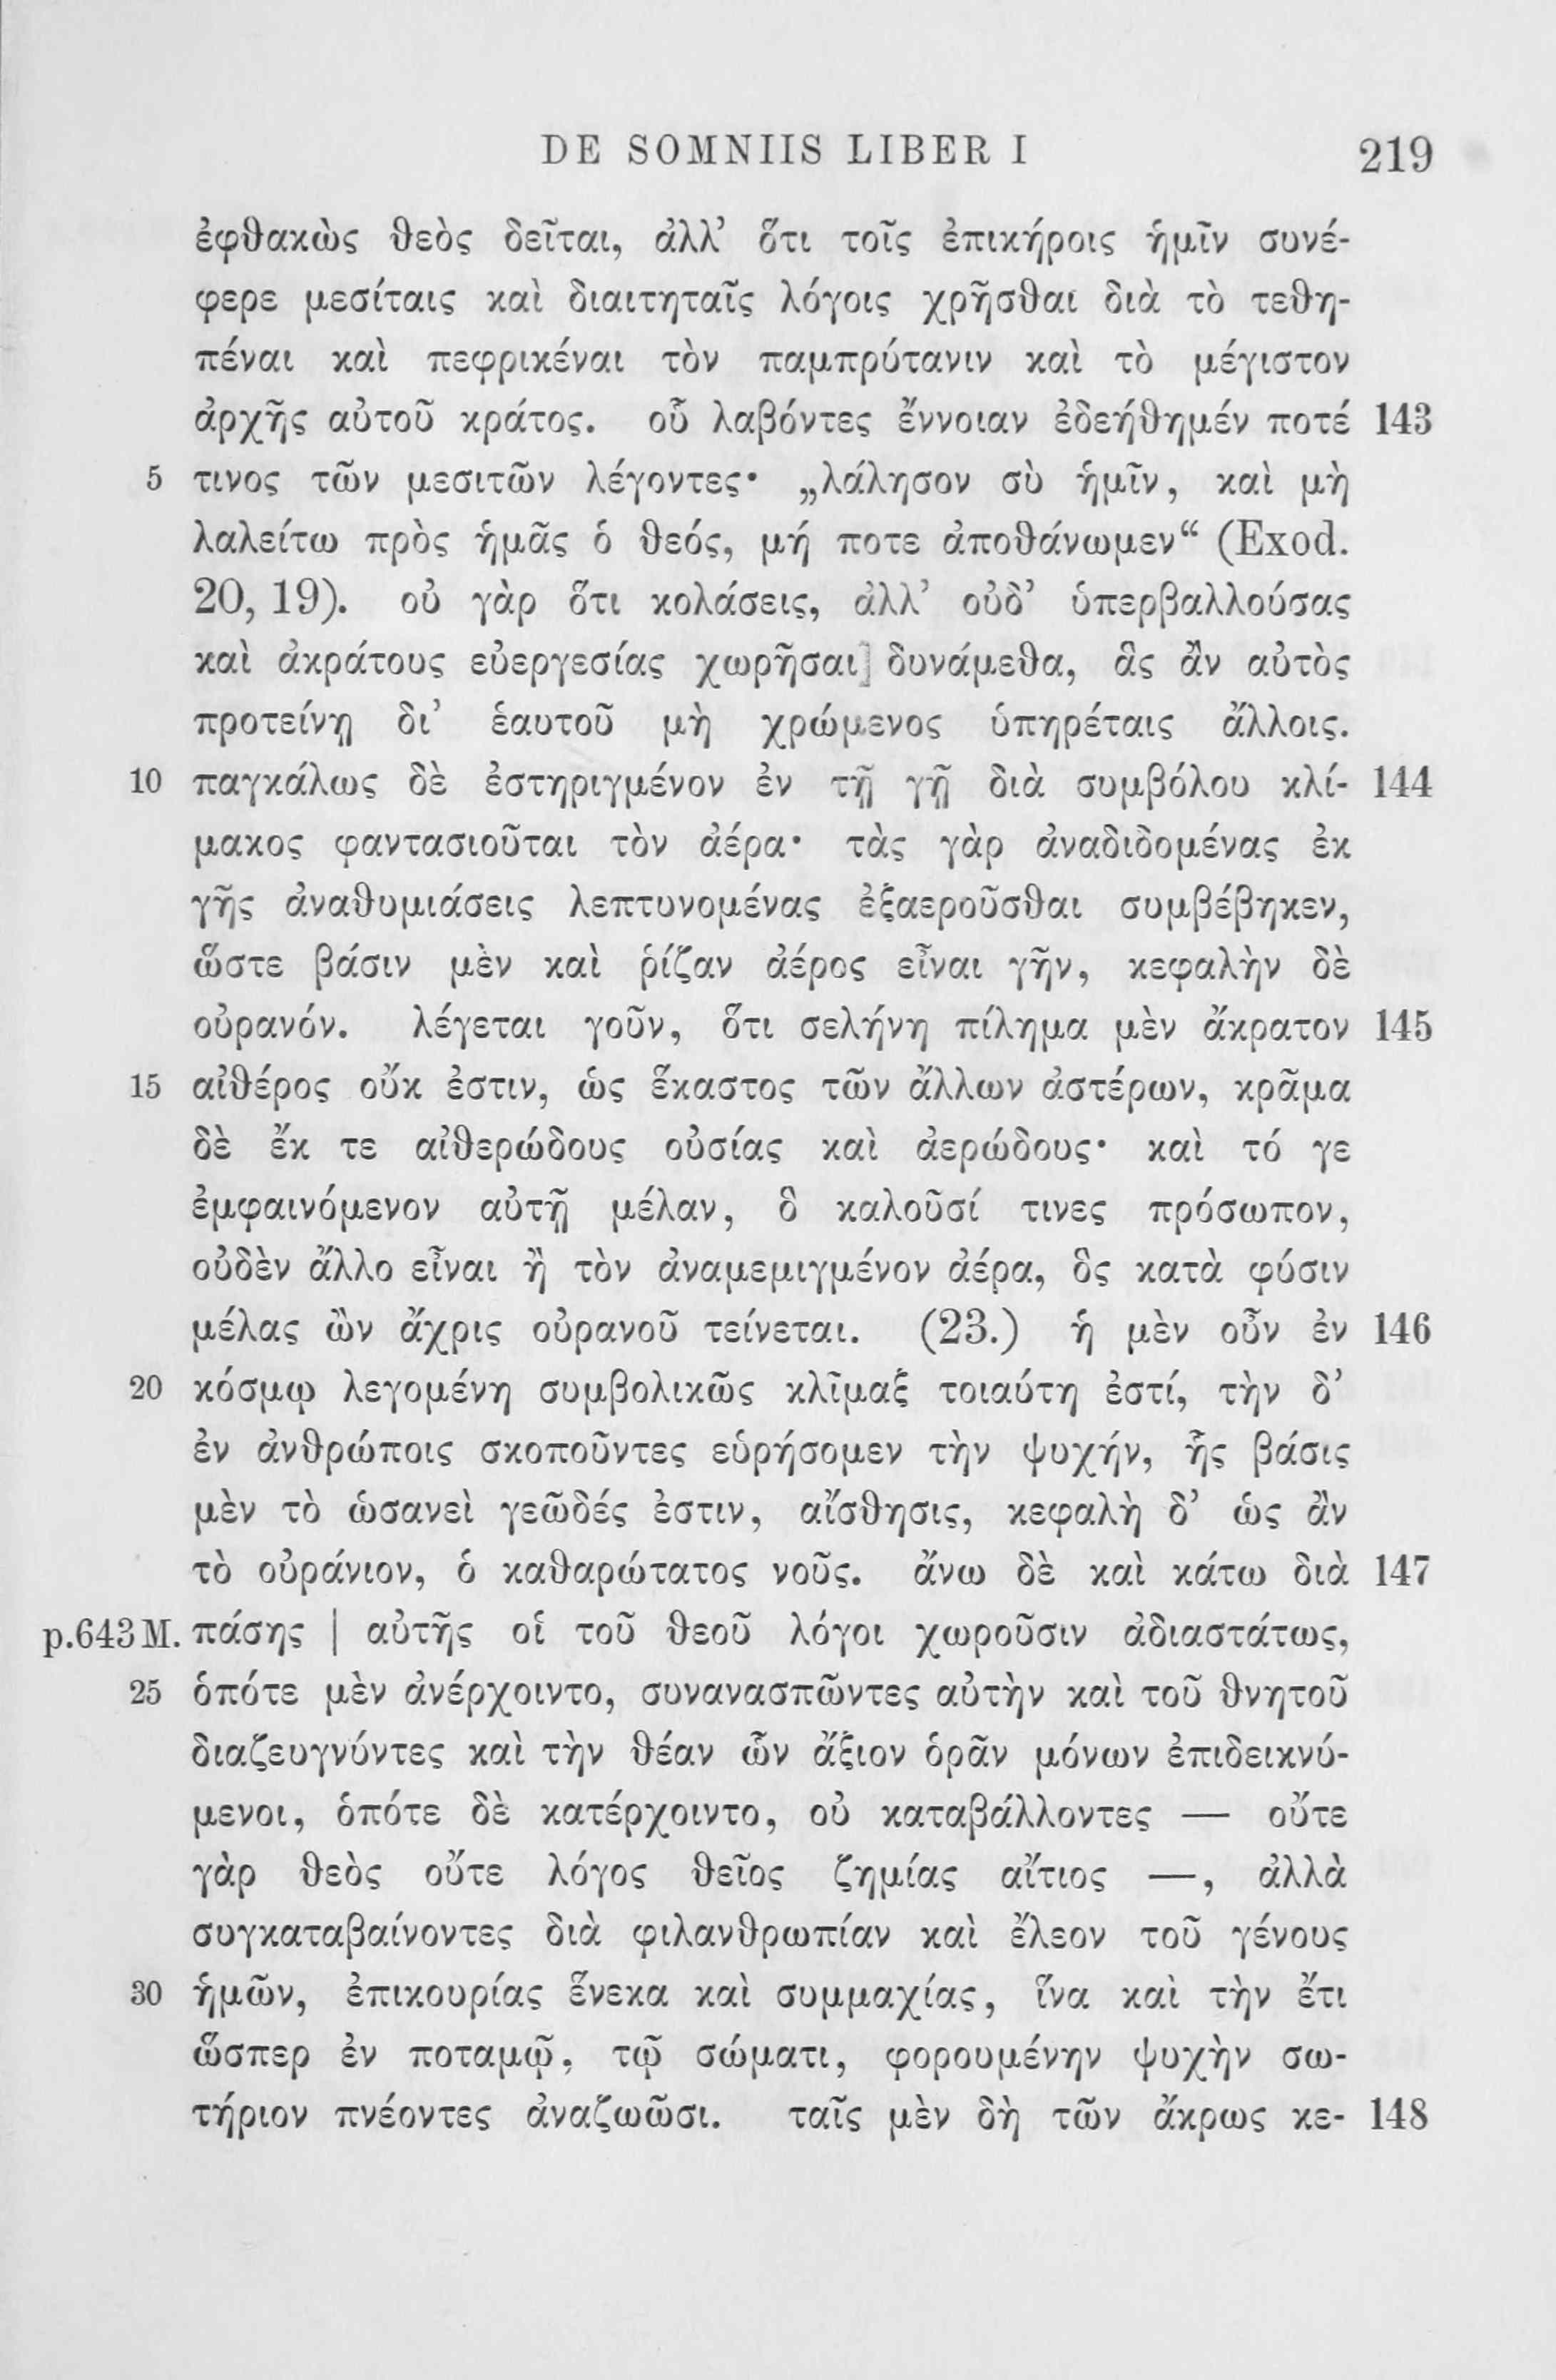 DE SOMNIIS LIBER I 219
ἐφθακὼς θεὸς δεῖται, ἀλλ’ ὅτι τοῖς ἐπικήροις ἡμῖν συνέ-
φερε μεσίταις καὶ διαιτηταῖς λόγοις χρῆσθαι διὰ τὸ τεθη-
πέναι καὶ πεφρικέναι τὸν παμπρύτανιν καὶ τὸ μέγιστον
ἀρχῆς αὐτοῦ κράτος. οὗ λαβόντες ἔννοιαν ἐδεήθημέν ποτέ 143
5 τινος τῶν μεσιτῶν λέγοντες· „λάλησον σὺ ἡμῖν, καὶ μὴ
λαλείτω πρὸς ἡμᾶς ὁ θεός, μή ποτε ἀποθάνωμεν“ (Exod.
20, 19). οὐ γὰρ ὅτι κολάσεις, ἀλλ’ οὐδ’ ὑπερβαλλούσας
καὶ ἀκράτους εὐεργεσίας χωρῆσαι] δυνάμεθα, ἃς ἂν αὐτὸς
προτείνῃ δι’ ἑαυτοῦ μὴ χρώμενος ὑπηρέταις ἄλλοις.
10 παγκάλως δὲ ἐστηριγμένον ἐν τῇ γῇ διὰ συμβόλου κλί- 144
μακος φαντασιοῦται τὸν ἀέρα· τὰς γὰρ ἀναδιδομένας ἐκ
γῆς ἀναθυμιάσεις λεπτυνομένας ἐξαεροῦσθαι συμβέβηκεν,
ὥστε βάσιν μὲν καὶ ῥίζαν ἀέρος εἶναι γῆν, κεφαλὴν δὲ
οὐρανόν. λέγεται γοῦν, ὅτι σελήνη πίλημα μὲν ἄκρατον 145
15 αἰθέρος οὔκ ἐστιν, ὡς ἕκαστος τῶν ἄλλων ἀστέρων, κρᾶμα
δὲ ἔκ τε αἰθερώδους οὐσίας καὶ ἀερώδους· καὶ τό γε
ἐμφαινόμενον αὐτῇ μέλαν, ὃ καλοῦσί τινες πρόσωπον,
οὐδὲν ἄλλο εἶναι ἢ τὸν ἀναμεμιγμένον ἀέρα, ὃς κατὰ φύσιν
μέλας ὢν ἄχρις οὐρανοῦ τείνεται. (23.) ἡ μὲν οὖν ἐν 146
20 κόσμῳ λεγομένη συμβολικῶς κλῖμαξ τοιαύτη ἐστί, τὴν δ’
ἐν ἀνθρώποις σκοποῦντες εὑρήσομεν τὴν ψυχήν, ἧς βάσις
μὲν τὸ ὡσανεὶ γεῶδές ἐστιν, αἴσθησις, κεφαλὴ δ’ ὡς ἂν
τὸ οὐράνιον, ὁ καθαρώτατος νοῦς. ἄνω δὲ καὶ κάτω διὰ 147
p.643 M. πάσης | αὐτῆς οἱ τοῦ θεοῦ λόγοι χωροῦσιν ἀδιαστάτως,
25 ὁπότε μὲν ἀνέρχοιντο, συνανασπῶντες αὐτὴν καὶ τοῦ θνητοῦ
διαζευγνύντες καὶ τὴν θέαν ὧν ἄξιον ὁρᾶν μόνων ἐπιδεικνύ-
μενοι, ὁπότε δὲ κατέρχοιντο, οὐ καταβάλλοντες — οὔτε
γὰρ θεὸς οὔτε λόγος θεῖος ζημίας αἴτιος —, ἀλλὰ
συγκαταβαίνοντες διὰ φιλανθρωπίαν καὶ ἔλεον τοῦ γένους
30 ἡμῶν, ἐπικουρίας ἕνεκα καὶ συμμαχίας, ἵνα καὶ τὴν ἔτι
ὥσπερ ἐν ποταμῷ, τῷ σώματι, φορουμένην ψυχὴν σω-
τήριον πνέοντες ἀναζωῶσι. ταῖς μὲν δὴ τῶν ἄκρως κε- 148